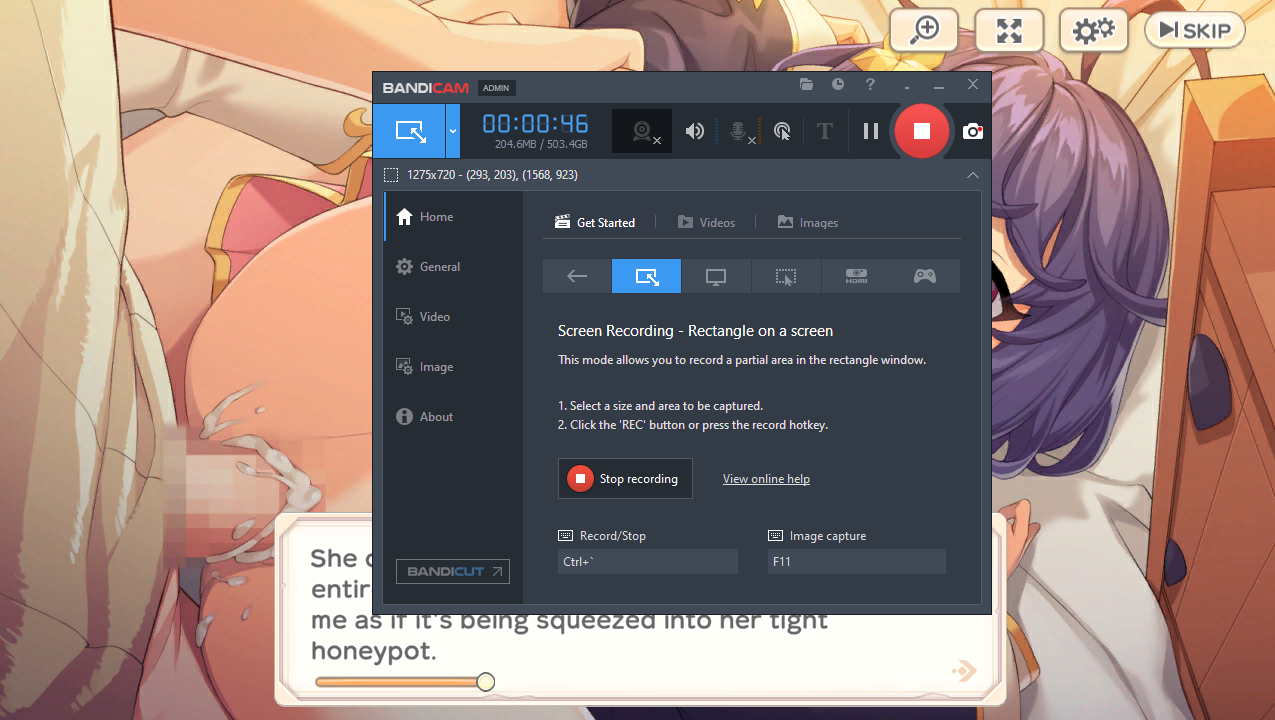 SKIP
BANDICAM ADMIN
00:00:46
204.6MB / 503.4GB
1275x720 - (293, 203), (1568, 923)
Home
General
Video
Image
About
BANDICUT
Get Started
Videos
Images
HDMI
Screen Recording - Rectangle on a screen
This mode allows you to record a partial area in the rectangle window.
1. Select a size and area to be captured.
2. Click the 'REC' button or press the record hotkey.
Stop recording
View online help
Record/Stop
Image capture
Ctrl+`
F11
She
me as if it's being squeezed into her tight
honeypot.